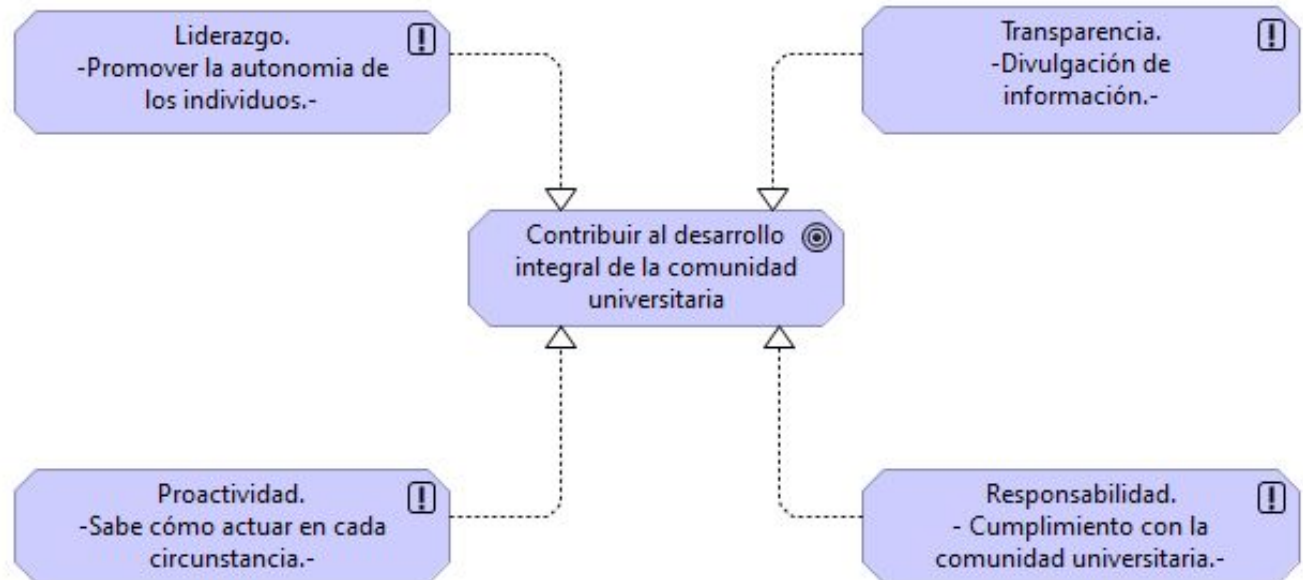 Liderazgo.
-Promover la autonomia de
los individuos.-
Transparencia.
-Divulgación de
información.-
Contribuir al desarrollo
integral de la comunidad
universitaria
Proactividad.
-Sabe cómo actuar en cada
circunstancia.-
Responsabilidad.
- Cumplimiento con la
comunidad universitaria.-